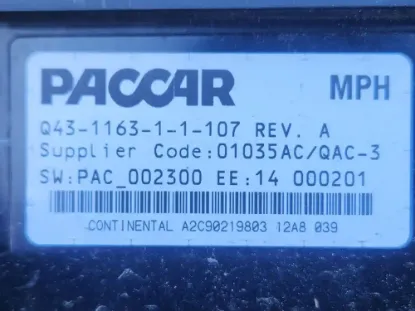 PACCAR MPH
Q43-1163-1-1-107 REV. A
Supplier Code:01035AC/QAC-3
SW:PAC_002300 EE:14 000201
CONTINENTAL A2C90219803 12A8 039